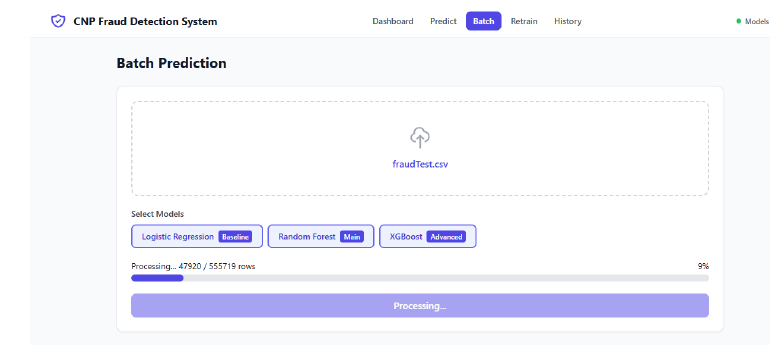 CNP Fraud Detection System Dashboard Predict Batch Retrain History Models
Batch Prediction
fraudTest.csv
Select Models
Logistic Regression Baseline Random Forest Main XGBoost Advanced
Processing... 47920 / 555719 rows 9%
Processing...